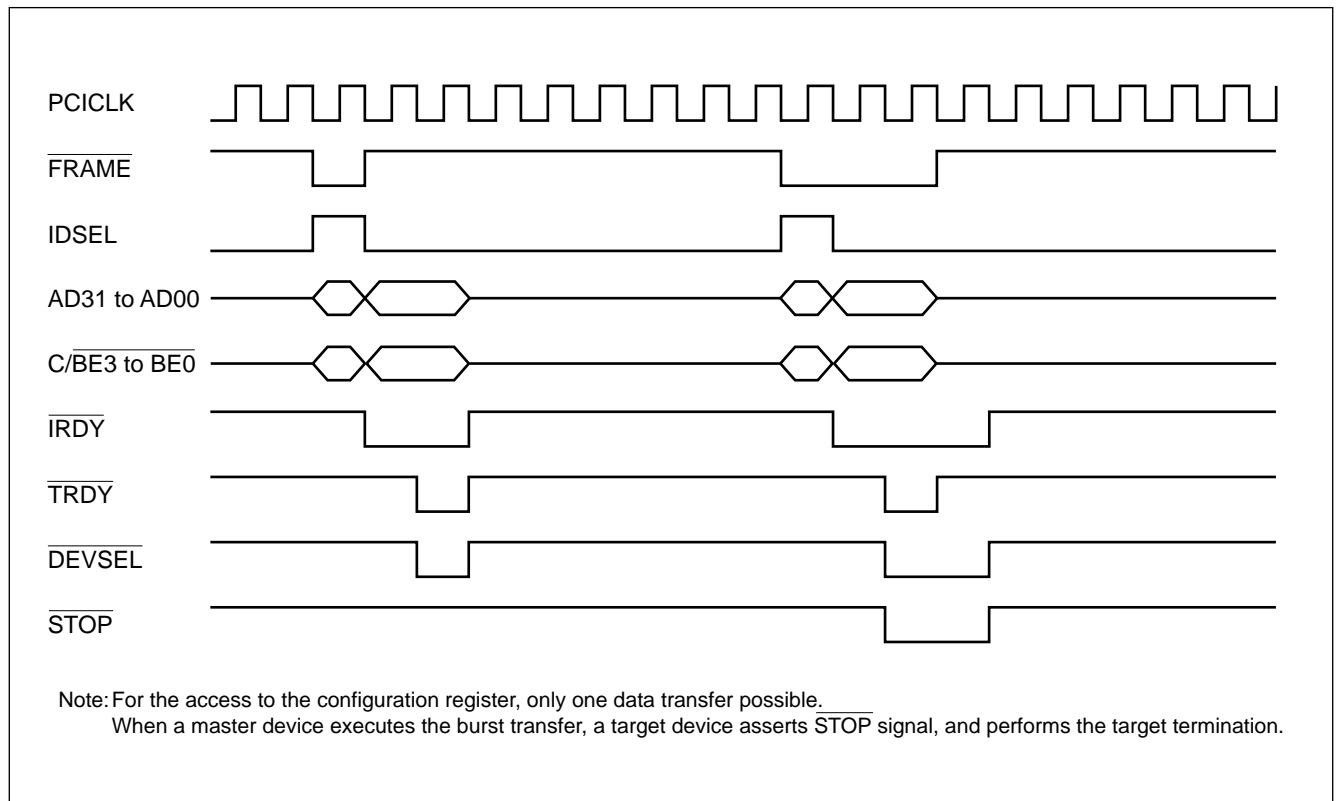 PCICLK
FRAME
IDSEL
AD31 to AD00
C/BE3 to BE0
IRDY
TRDY
DEVSEL
STOP
Note: For the access to the configuration register, only one data transfer possible.
When a master device executes the burst transfer, a target device asserts STOP signal, and performs the target termination.